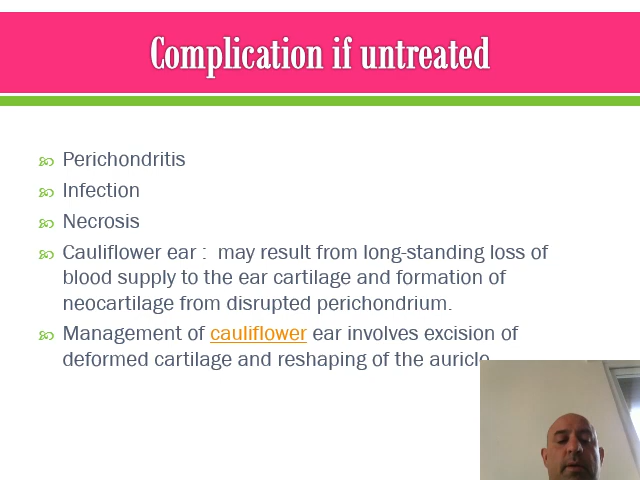 Complication if untreated
Perichondritis
Infection
Necrosis
Cauliflower ear :  may result from long-standing loss of
blood supply to the ear cartilage and formation of
neocartilage from disrupted perichondrium.
Management of cauliflower ear involves excision of
deformed cartilage and reshaping of the auricle